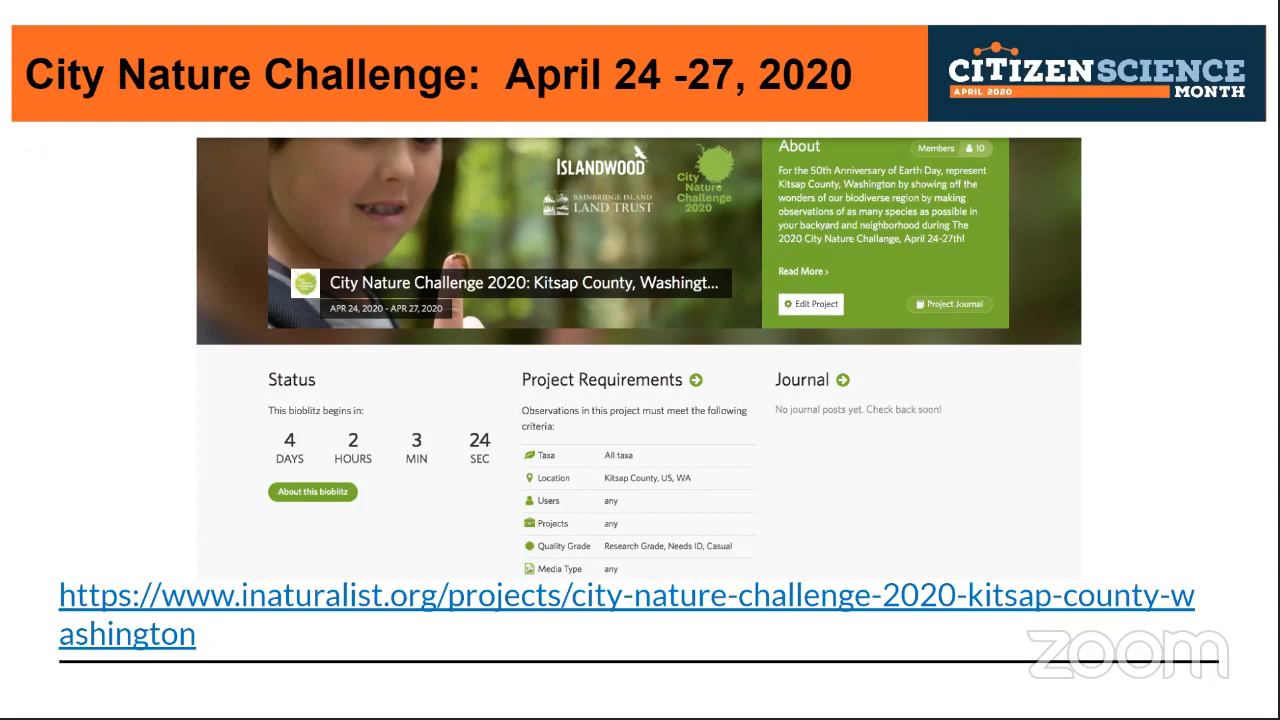 City Nature Challenge:  April 24 -27, 2020
CITIZENSCIENCE
APRIL 2020
MONTH
ISLANDWOOD
BAINBRIDGE ISLAND
LAND TRUST
City
Nature
Challenge
2020
City Nature Challenge 2020: Kitsap County, Washingt...
APR 24, 2020 - APR 27, 2020
About
Members 10
For the 50th Anniversary of Earth Day, represent
Kitsap County, Washington by showing off the
wonders of our biodiverse region by making
observations of as many species as possible in
your backyard and neighborhood during The
2020 City Nature Challange, April 24-27th!
Read More ›
Edit Project
Project Journal
Status
This bioblitz begins in:
4 2 3 24
DAYS HOURS MIN SEC
About this bioblitz
Project Requirements
Observations in this project must meet the following
criteria:
Taxa All taxa
Location Kitsap County, US, WA
Users any
Projects any
Quality Grade Research Grade, Needs ID, Casual
Media Type any
Journal
No journal posts yet. Check back soon!
https://www.inaturalist.org/projects/city-nature-challenge-2020-kitsap-county-w
ashington
zoom